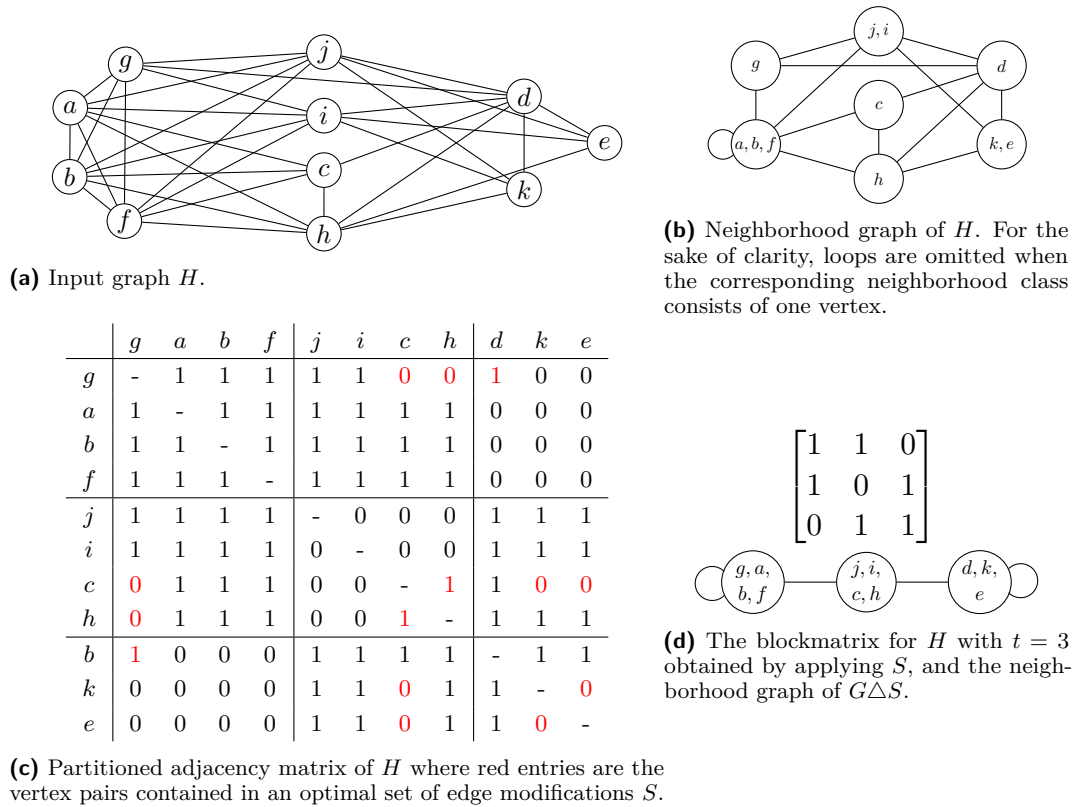 g
j
a
i
d
e
b
c
k
f
h
(a) Input graph H.
j, i
g
d
c
a, b, f
k, e
h
(b) Neighborhood graph of H. For the
sake of clarity, loops are omitted when
the corresponding neighborhood class
consists of one vertex.
g a b f j i c h d k e
g - 1 1 1 1 1 0 0 1 0 0
a 1 - 1 1 1 1 1 1 0 0 0
b 1 1 - 1 1 1 1 1 0 0 0
f 1 1 1 - 1 1 1 1 0 0 0
j 1 1 1 1 - 0 0 0 1 1 1
i 1 1 1 1 0 - 0 0 1 1 1
c 0 1 1 1 0 0 - 1 1 0 0
h 0 1 1 1 0 0 1 - 1 1 1
b 1 0 0 0 1 1 1 1 - 1 1
k 0 0 0 0 1 1 0 1 1 - 0
e 0 0 0 0 1 1 0 1 1 0 -
(c) Partitioned adjacency matrix of H where red entries are the
vertex pairs contained in an optimal set of edge modifications S.
1 1 0
1 0 1
0 1 1
g, a,
b, f
j, i,
c, h
d, k,
e
(d) The blockmatrix for H with t = 3
obtained by applying S, and the neigh-
borhood graph of G△S.